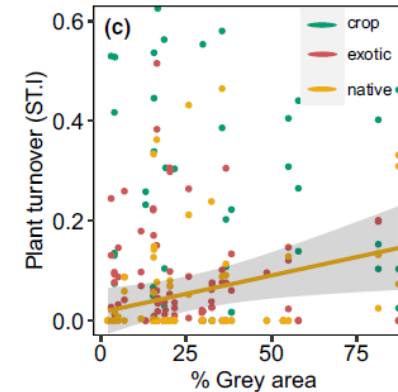 (c)
crop
exotic
native
Plant turnover (ST.I)
0.6
0.4
0.2
0.0
0 25 50 75
% Grey area